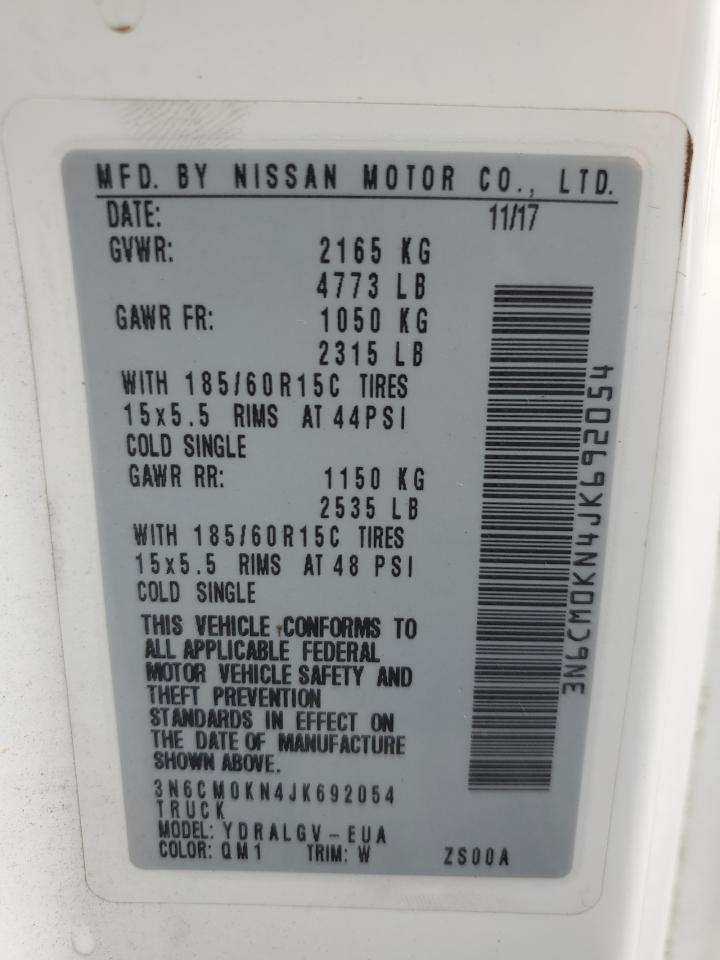 MFD. BY NISSAN MOTOR CO., LTD.
DATE: 11/17
GVWR: 2165 KG
4773 LB
GAWR FR: 1050 KG
2315 LB
WITH 185/60R15C TIRES
15x5.5 RIMS AT 44PSI
COLD SINGLE
GAWR RR: 1150 KG
2535 LB
WITH 185/60R15C TIRES
15x5.5 RIMS AT 48 PSI
COLD SINGLE
THIS VEHICLE CONFORMS TO
ALL APPLICABLE FEDERAL
MOTOR VEHICLE SAFETY AND
THEFT PREVENTION
STANDARDS IN EFFECT ON
THE DATE OF MANUFACTURE
SHOWN ABOVE.
3N6CM0KN4JK692054
TRUCK
MODEL: YDRALGV-EUA
COLOR: QM1 TRIM: W ZS00A
3N6CM0KN4JK692054